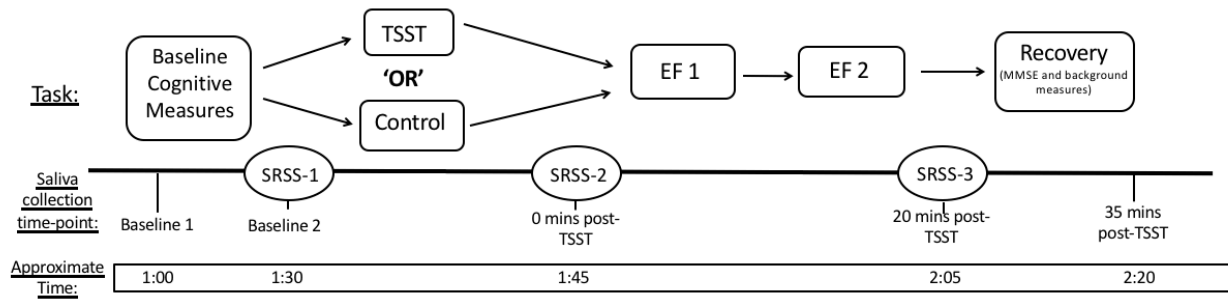 Task:
Baseline
Cognitive
Measures
TSST
‘OR’
Control
EF 1
EF 2
Recovery
(MMSE and background
measures)
Saliva
collection
time-point:
SRSS-1
SRSS-2
SRSS-3
Baseline 1
Baseline 2
0 mins post-
TSST
20 mins post-
TSST
35 mins
post-TSST
Approximate
Time:
1:00
1:30
1:45
2:05
2:20